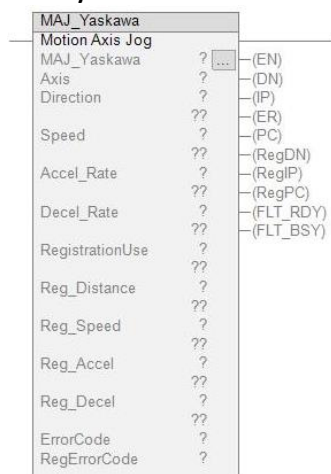 MAJ_Yaskawa
Motion Axis Jog
MAJ_Yaskawa ? ... (EN)
Axis ? (DN)
Direction ? (IP)
?? (ER)
Speed ? (PC)
?? (RegDN)
Accel_Rate ? (RegIP)
?? (RegPC)
Decel_Rate ? (FLT_RDY)
?? (FLT_BSY)
RegistrationUse ?
??
Reg_Distance ?
??
Reg_Speed ?
??
Reg_Accel ?
??
Reg_Decel ?
??
ErrorCode ?
RegErrorCode ?